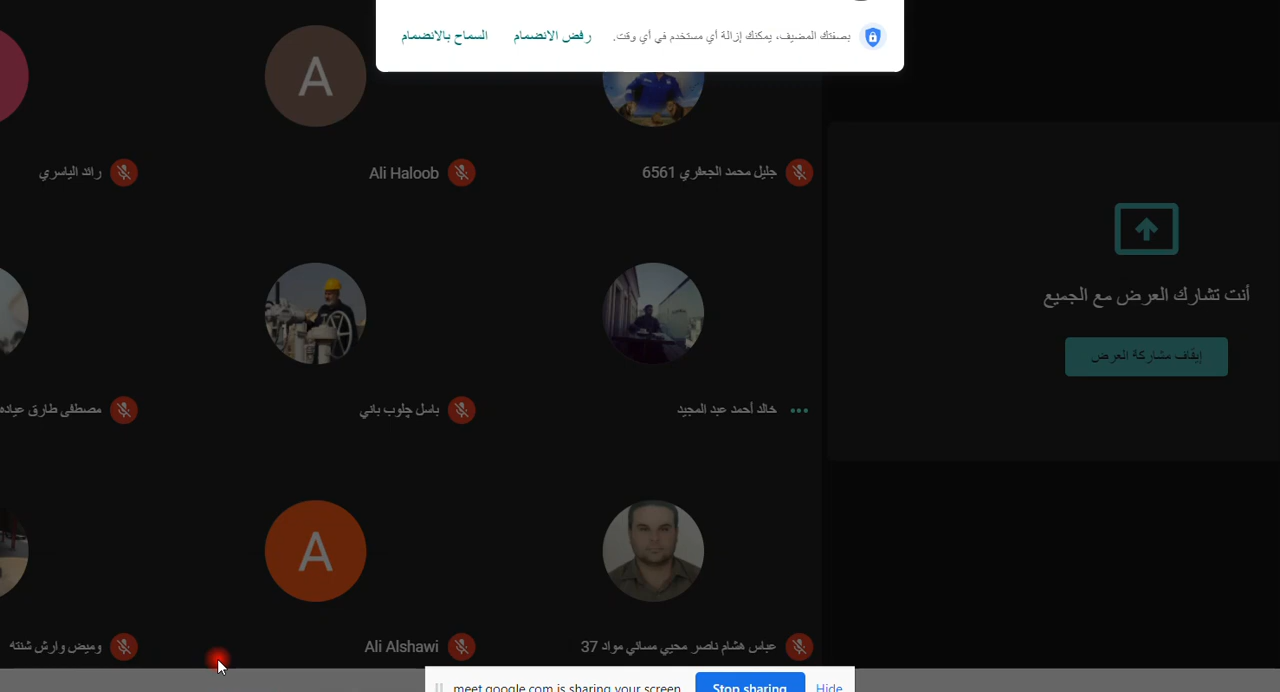 بصفتك المضيف، يمكنك إزالة أي مستخدم في أي وقت.
رفض الانضمام
السماح بالانضمام
A
جليل محمد الجعفري 6561
Ali Haloob
رائد الياسري
أنت تشارك العرض مع الجميع
إيقاف مشاركة العرض
خالد أحمد عبد المجيد
باسل چلوب باني
مصطفى طارق عياده
A
عباس هشام ناصر محيي مسائي مواد 37
Ali Alshawi
وميض وارش شنته
meet.google.com is sharing your screen.
Stop sharing
Hide